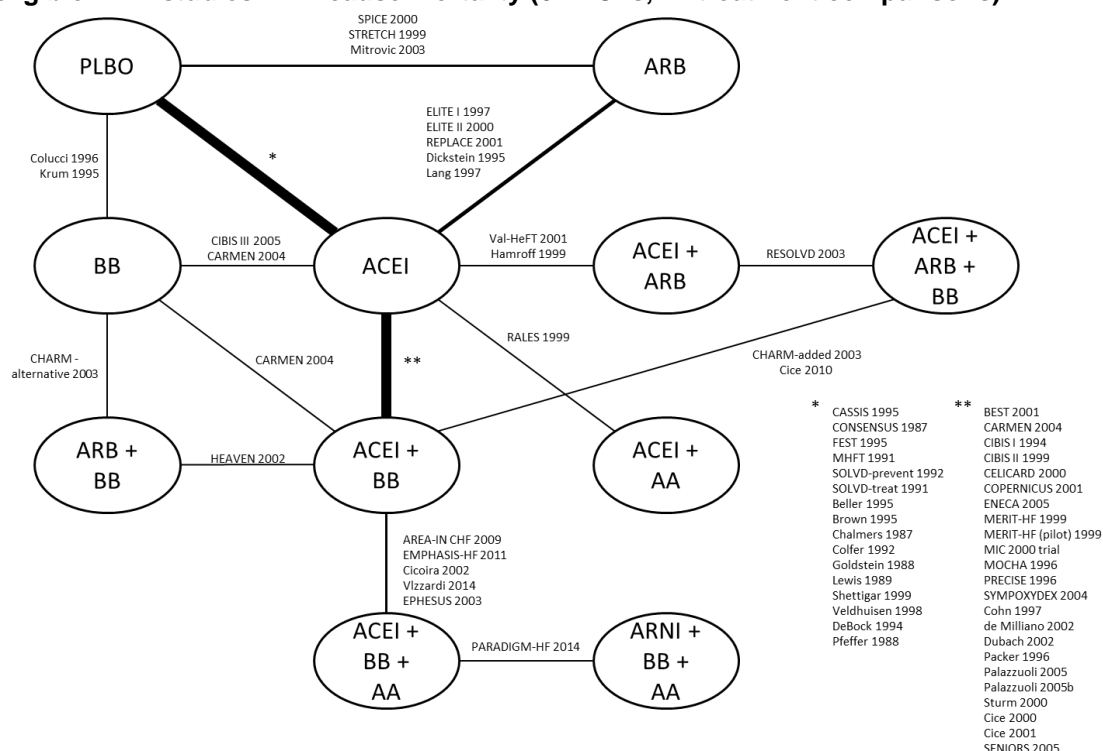 SPICE 2000
STRETCH 1999
Mitrovic 2003
PLBO
ARB
ELITE I 1997
ELITE II 2000
REPLACE 2001
Dickstein 1995
Lang 1997
*
Colucci 1996
Krum 1995
BB
CIBIS III 2005
CARMEN 2004
ACEI
Val-HeFT 2001
Hamroff 1999
ACEI +
ARB
RESOLVD 2003
ACEI +
ARB +
BB
CHARM -
alternative 2003
CARMEN 2004
**
RALES 1999
CHARM-added 2003
Cice 2010
ARB +
BB
HEAVEN 2002
ACEI +
BB
ACEI +
AA
AREA-IN CHF 2009
EMPHASIS-HF 2011
Cicoira 2002
Vlzzardi 2014
EPHESUS 2003
ACEI +
BB +
AA
PARADIGM-HF 2014
ARNI +
BB +
AA
*
CASSIS 1995
CONSENSUS 1987
FEST 1995
MHFT 1991
SOLVD-prevent 1992
SOLVD-treat 1991
Beller 1995
Brown 1995
Chalmers 1987
Colfer 1992
Goldstein 1988
Lewis 1989
Shettigar 1999
Veldhuisen 1998
DeBock 1994
Pfeffer 1988
**
BEST 2001
CARMEN 2004
CIBIS I 1994
CIBIS II 1999
CELICARD 2000
COPERNICUS 2001
ENECA 2005
MERIT-HF 1999
MERIT-HF (pilot) 1999
MIC 2000 trial
MOCHA 1996
PRECISE 1996
SYMPOXYDEX 2004
Cohn 1997
de Milliano 2002
Dubach 2002
Packer 1996
Palazzuoli 2005
Palazzuoli 2005b
Sturm 2000
Cice 2000
Cice 2001
SENIORS 2005